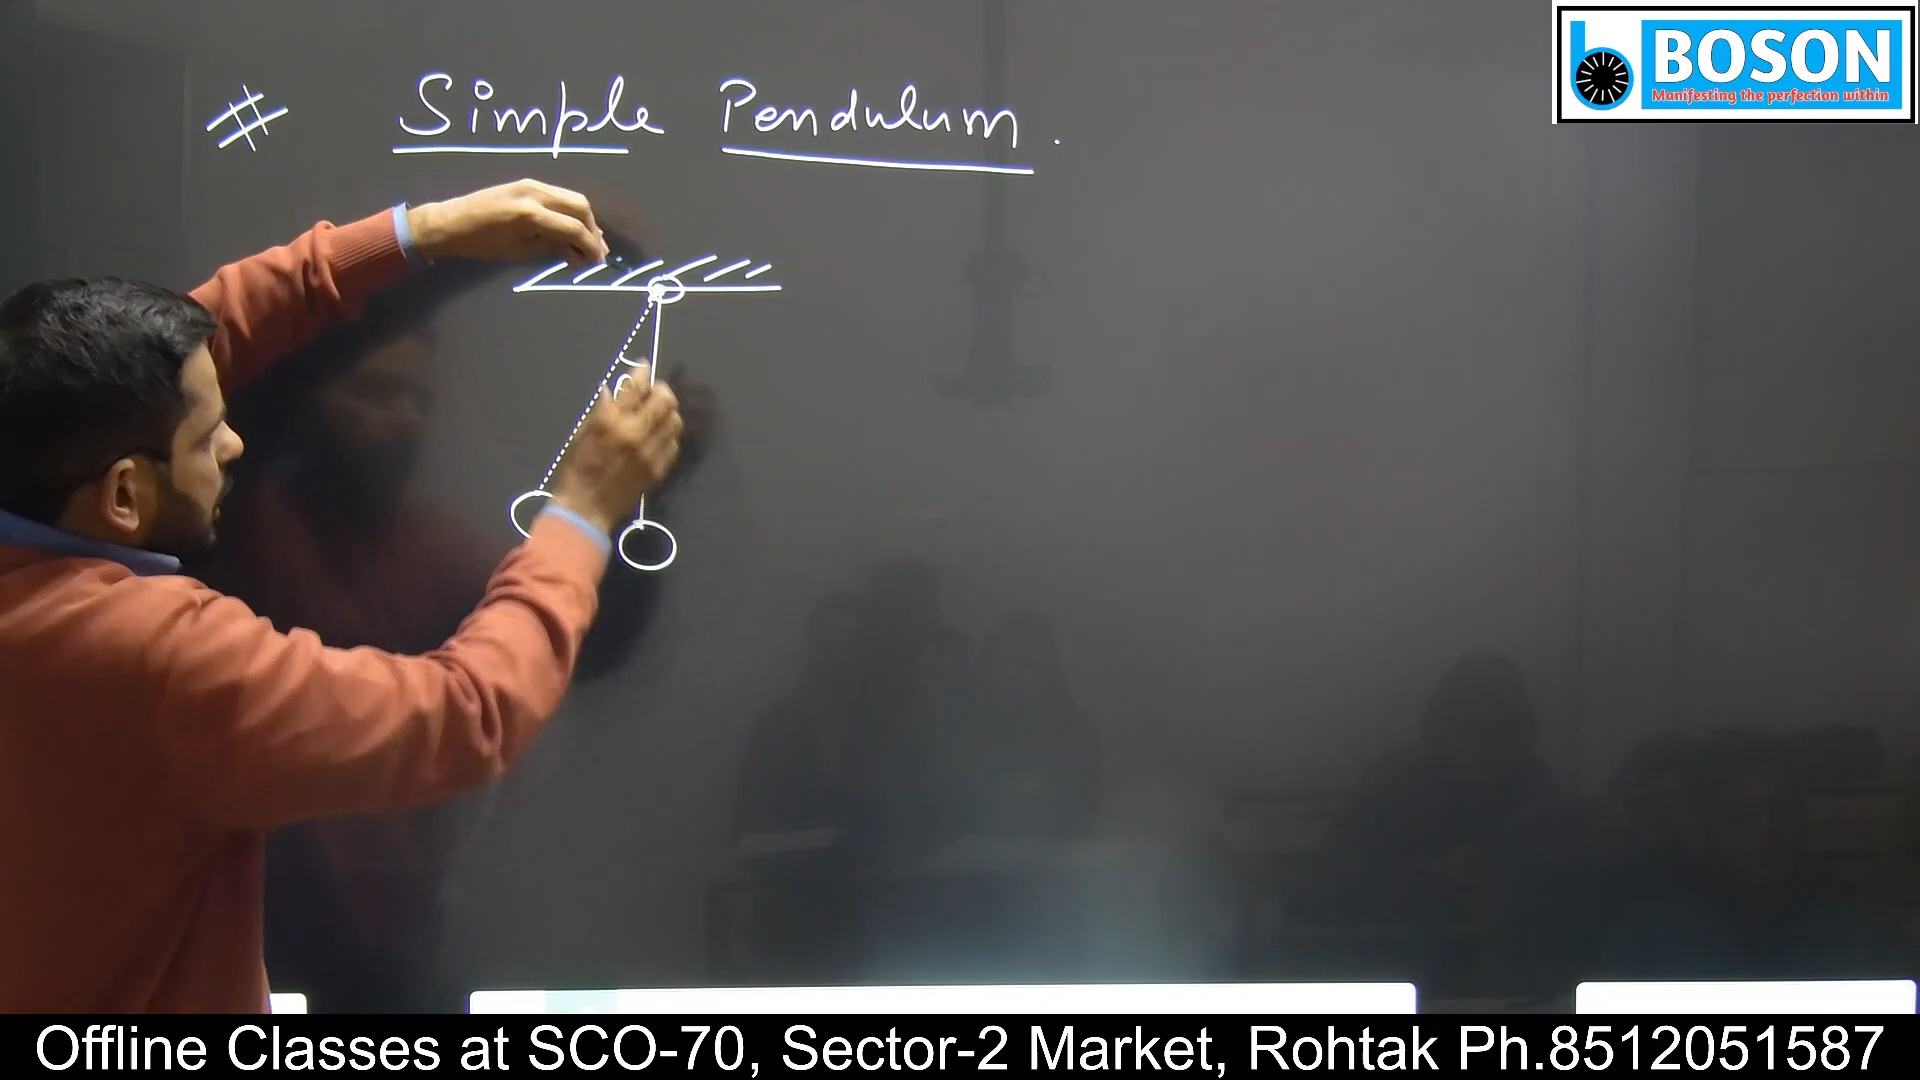 BOSON
Manifesting the perfection within
# Simple Pendulum.
Offline Classes at SCO-70, Sector-2 Market, Rohtak Ph.8512051587